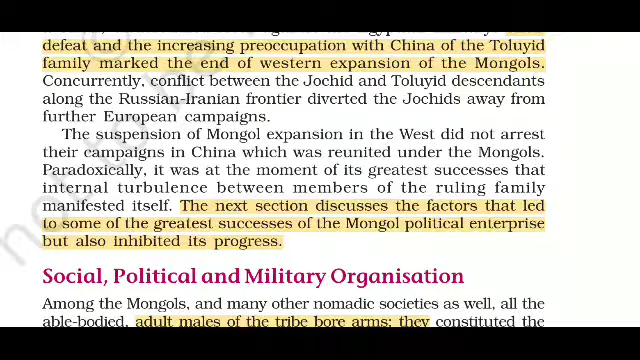 defeat and the increasing preoccupation with China of the Toluyid
family marked the end of western expansion of the Mongols.
Concurrently, conflict between the Jochid and Toluyid descendants
along the Russian-Iranian frontier diverted the Jochids away from
further European campaigns.
The suspension of Mongol expansion in the West did not arrest
their campaigns in China which was reunited under the Mongols.
Paradoxically, it was at the moment of its greatest successes that
internal turbulence between members of the ruling family
manifested itself. The next section discusses the factors that led
to some of the greatest successes of the Mongol political enterprise
but also inhibited its progress.
Social, Political and Military Organisation
Among the Mongols, and many other nomadic societies as well, all the
able-bodied, adult males of the tribe bore arms: they constituted the